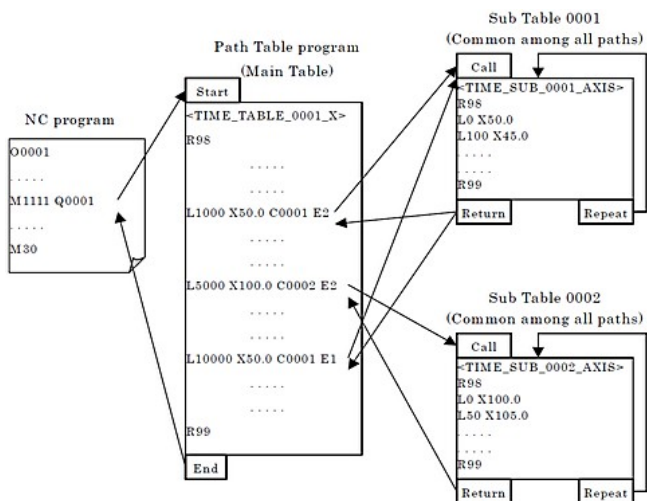 NC program
O0001
.....
M1111 Q0001
.....
M30
Path Table program
(Main Table)
Start
<TIME_TABLE_0001_X>
R98
.....
.....
L1000 X50.0 C0001 E2
.....
.....
L5000 X100.0 C0002 E2
.....
.....
L10000 X50.0 C0001 E1
.....
.....
R99
End
Sub Table 0001
(Common among all paths)
Call
<TIME_SUB_0001_AXIS>
R98
L0 X50.0
L100 X45.0
.....
.....
R99
Return
Repeat
Sub Table 0002
(Common among all paths)
Call
<TIME_SUB_0002_AXIS>
R98
L0 X100.0
L50 X105.0
.....
.....
R99
Return
Repeat